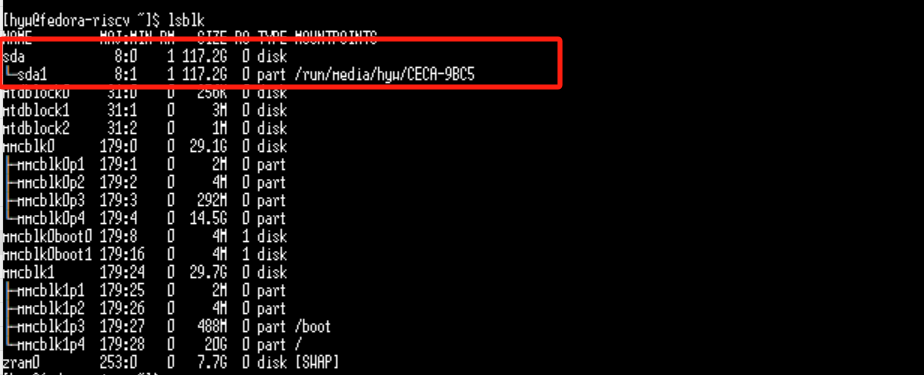 [hyw@fedora-riscv ~]$ lsblk
NAME         MAJ:MIN RM   SIZE RO TYPE MOUNTPOINTS
sda            8:0    1 117.2G  0 disk
└─sda1         8:1    1 117.2G  0 part /run/media/hyw/CECA-9BC5
mtdblock0     31:0    0   256K  0 disk
mtdblock1     31:1    0     3M  0 disk
mtdblock2     31:2    0     1M  0 disk
mmcblk0      179:0    0  29.1G  0 disk
├─mmcblk0p1  179:1    0     2M  0 part
├─mmcblk0p2  179:2    0     4M  0 part
├─mmcblk0p3  179:3    0   292M  0 part
└─mmcblk0p4  179:4    0  14.5G  0 part
mmcblk0boot0 179:8    0     4M  1 disk
mmcblk0boot1 179:16   0     4M  1 disk
mmcblk1      179:24   0  29.7G  0 disk
├─mmcblk1p1  179:25   0     2M  0 part
├─mmcblk1p2  179:26   0     4M  0 part
├─mmcblk1p3  179:27   0   488M  0 part /boot
└─mmcblk1p4  179:28   0    20G  0 part /
zram0        253:0    0   7.7G  0 disk [SWAP]
[hyw@fedora-riscv ~]$